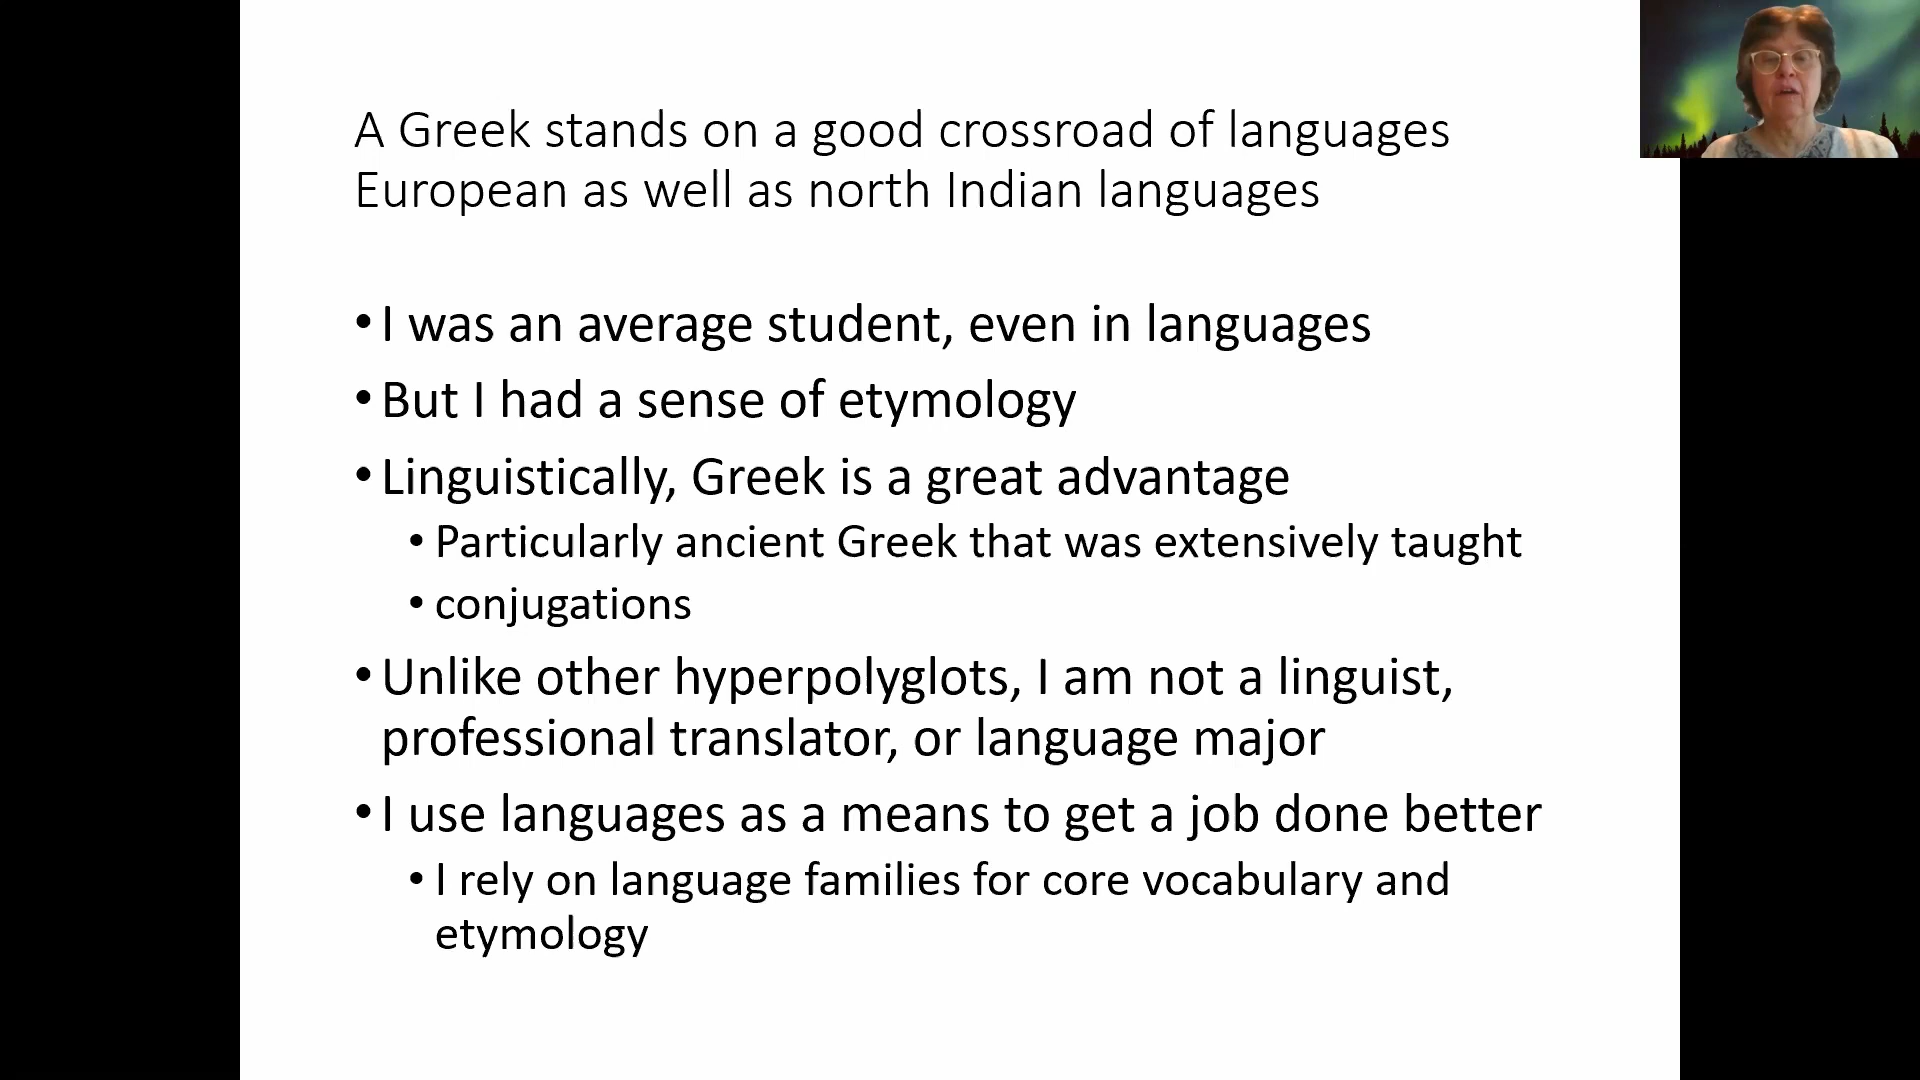 A Greek stands on a good crossroad of languages
European as well as north Indian languages
•I was an average student, even in languages
•But I had a sense of etymology
•Linguistically, Greek is a great advantage
•Particularly ancient Greek that was extensively taught
•conjugations
•Unlike other hyperpolyglots, I am not a linguist,
professional translator, or language major
•I use languages as a means to get a job done better
•I rely on language families for core vocabulary and
etymology